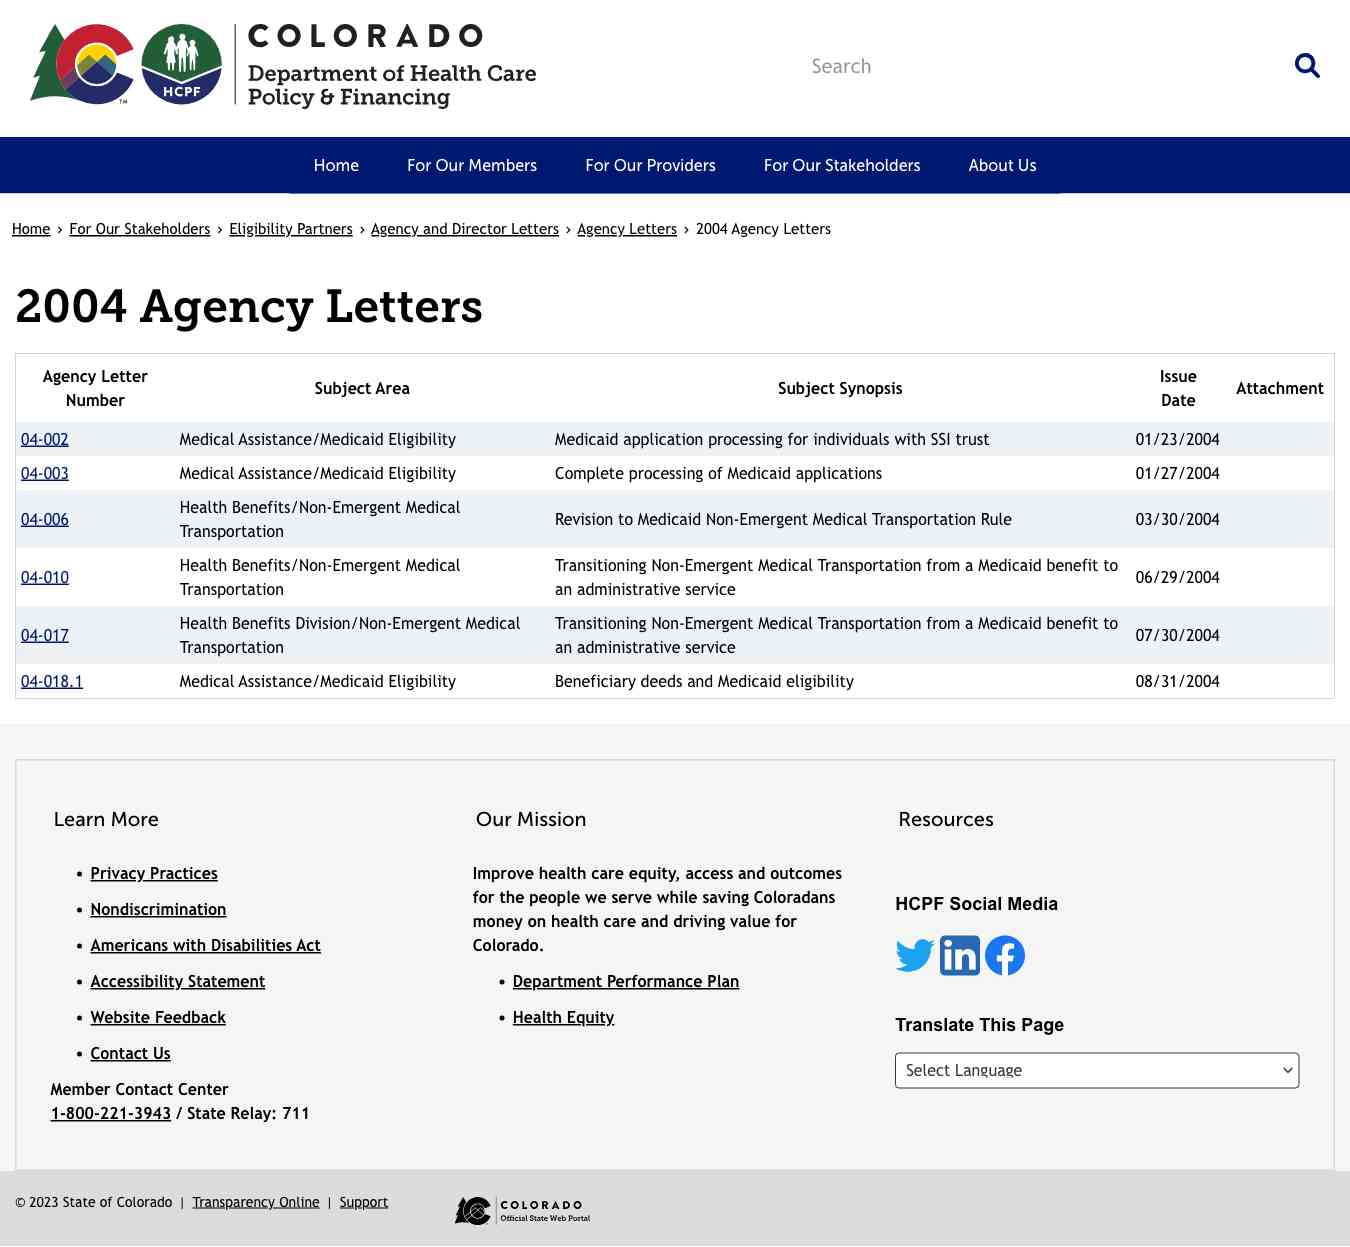 COLORADO
Department of Health Care
Policy & Financing
HCPF
TM
Search
Home
For Our Members
For Our Providers
For Our Stakeholders
About Us
Home › For Our Stakeholders › Eligibility Partners › Agency and Director Letters › Agency Letters › 2004 Agency Letters
2004 Agency Letters
Agency Letter
Number
Subject Area
Subject Synopsis
Issue
Date
Attachment
04-002
Medical Assistance/Medicaid Eligibility
Medicaid application processing for individuals with SSI trust
01/23/2004
04-003
Medical Assistance/Medicaid Eligibility
Complete processing of Medicaid applications
01/27/2004
04-006
Health Benefits/Non-Emergent Medical
Transportation
Revision to Medicaid Non-Emergent Medical Transportation Rule
03/30/2004
04-010
Health Benefits/Non-Emergent Medical
Transportation
Transitioning Non-Emergent Medical Transportation from a Medicaid benefit to
an administrative service
06/29/2004
04-017
Health Benefits Division/Non-Emergent Medical
Transportation
Transitioning Non-Emergent Medical Transportation from a Medicaid benefit to
an administrative service
07/30/2004
04-018.1
Medical Assistance/Medicaid Eligibility
Beneficiary deeds and Medicaid eligibility
08/31/2004
Learn More
• Privacy Practices
• Nondiscrimination
• Americans with Disabilities Act
• Accessibility Statement
• Website Feedback
• Contact Us
Member Contact Center
1-800-221-3943 / State Relay: 711
Our Mission
Improve health care equity, access and outcomes
for the people we serve while saving Coloradans
money on health care and driving value for
Colorado.
• Department Performance Plan
• Health Equity
Resources
HCPF Social Media
in
Translate This Page
Select Language
© 2023 State of Colorado | Transparency Online | Support
COLORADO
Official State Web Portal